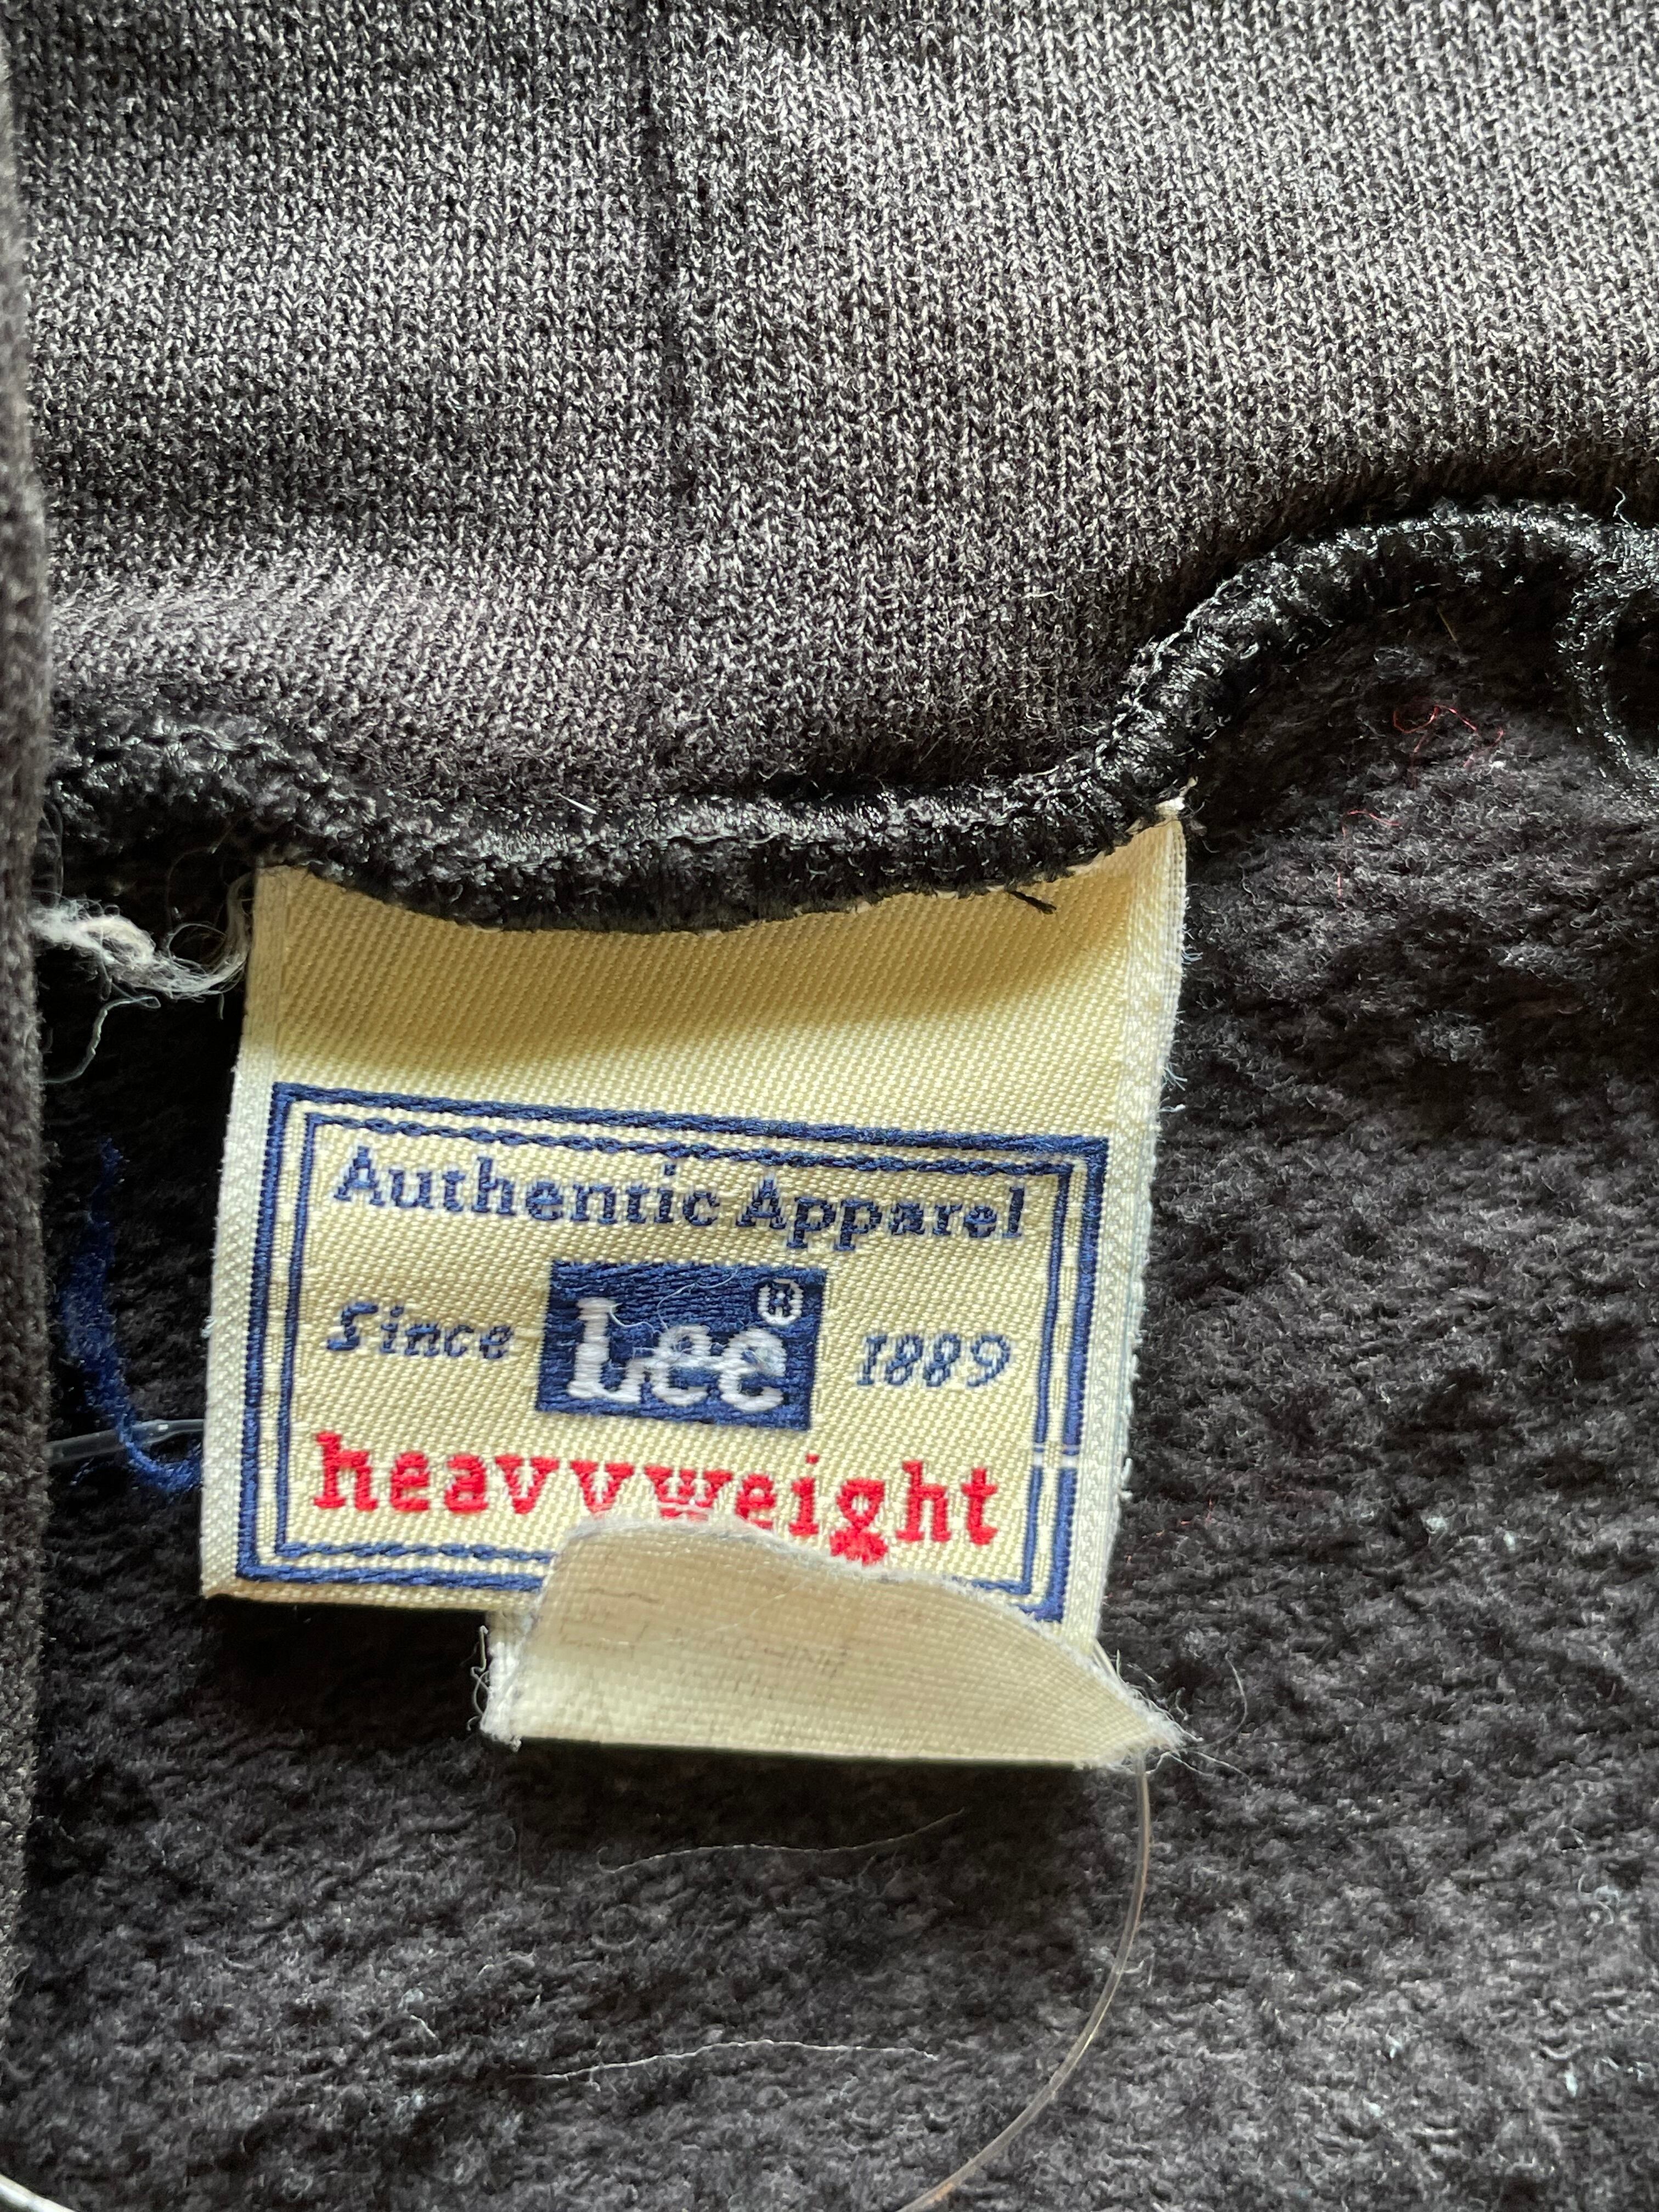 Authentic Apparel
Since Lee® 1889
heavyweight